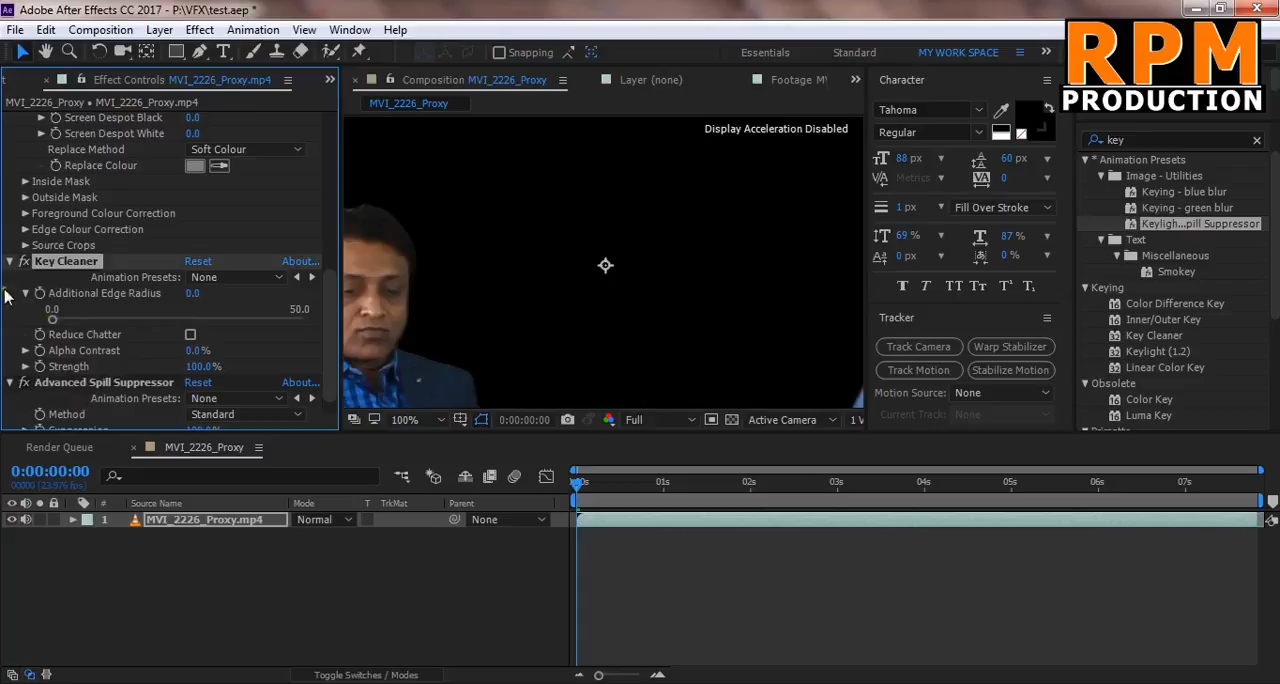 Adobe After Effects CC 2017 - P:\VFX\test.aep *
File Edit Composition Layer Effect Animation View Window Help
Snapping Essentials Standard MY WORK SPACE
RPM
PRODUCTION
Effect Controls MVI_2226_Proxy.mp4
Composition MVI_2226_Proxy
Layer (none)
Footage M
MVI_2226_Proxy • MVI_2226_Proxy.mp4
MVI_2226_Proxy
Screen Despot Black 0.0
Screen Despot White 0.0
Replace Method Soft Colour
Replace Colour
Inside Mask
Outside Mask
Foreground Colour Correction
Edge Colour Correction
Source Crops
Key Cleaner Reset About...
Animation Presets: None
Additional Edge Radius 0.0
0.0 50.0
Reduce Chatter
Alpha Contrast 0.0%
Strength 100.0%
Advanced Spill Suppressor Reset About...
Animation Presets: None
Method Standard
Display Acceleration Disabled
100% 0:00:00:00 Full Active Camera 1 V
Character
Tahoma
Regular
88 px 60 px
Metrics 0
1 px Fill Over Stroke
69 % 87 %
0 px 0 %
T T TT Tt T¹ T₁
Tracker
Track Camera Warp Stabilizer
Track Motion Stabilize Motion
Motion Source: None
Current Track: None
key
* Animation Presets
Image - Utilities
Keying - blue blur
Keying - green blur
Keyligh...pill Suppressor
Text
Miscellaneous
Smokey
Keying
Color Difference Key
Inner/Outer Key
Key Cleaner
Keylight (1.2)
Linear Color Key
Obsolete
Color Key
Luma Key
Render Queue MVI_2226_Proxy
0:00:00:00
00000 (23.976 fps)
01s 02s 03s 04s 05s 06s 07s
# Source Name Mode T TrkMat Parent
1 MVI_2226_Proxy.mp4 Normal None
Toggle Switches / Modes